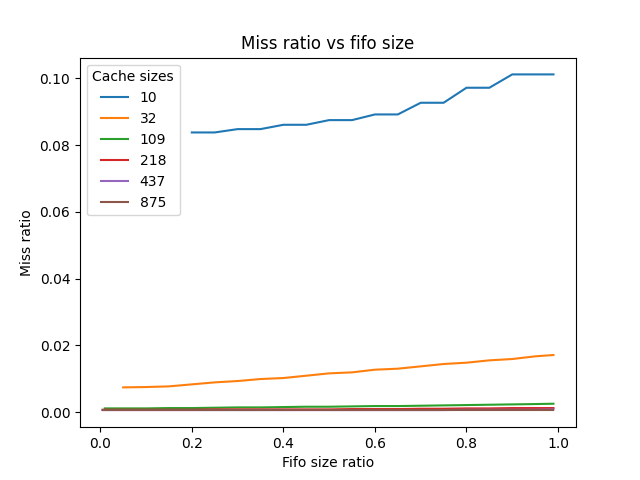 Miss ratio vs fifo size
Cache sizes
10
32
109
218
437
875
0.10
0.08
0.06
0.04
0.02
0.00
Miss ratio
0.0 0.2 0.4 0.6 0.8 1.0
Fifo size ratio